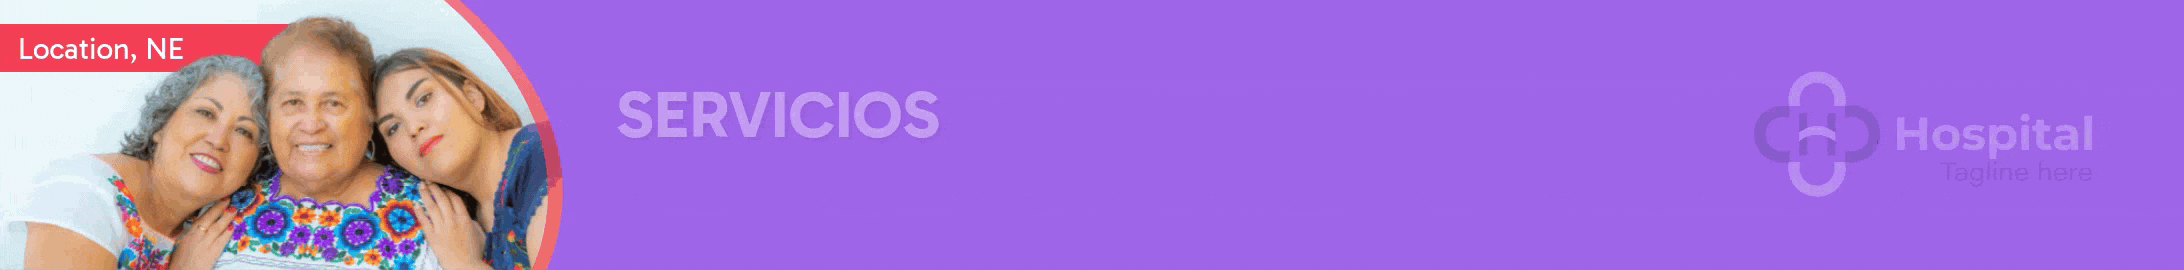 Location, NE
SERVICIOS
Hospital
Tagline here